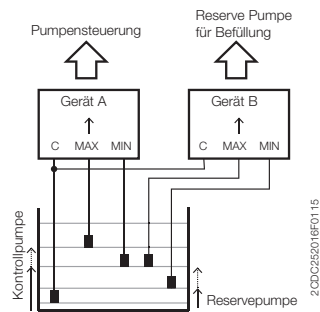 Pumpensteuerung
Reserve Pumpe
für Befüllung
Gerät A
Gerät B
C MAX MIN
C MAX MIN
Kontrollpumpe
Reservepumpe
2CDC252016F0115